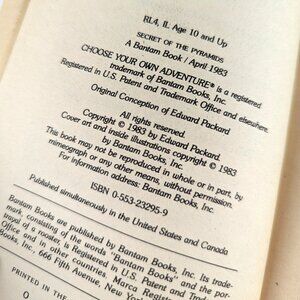 RL4, IL Age 10 and Up
SECRET OF THE PYRAMIDS
A Bantam Book / April 1983
CHOOSE YOUR OWN ADVENTURE® is a registered
trademark of Bantam Books, Inc.
Registered in U.S. Patent and Trademark Office and elsewhere.
Original Conception of Edward Packard
All rights reserved.
Copyright © 1983 by Edward Packard.
Cover art and inside illustrations copyright © 1983
by Bantam Books, Inc.
This book may not be reproduced in whole or in part, by
mimeograph or any other means, without permission.
For information address: Bantam Books, Inc.
ISBN 0-553-23295-9
Published simultaneously in the United States and Canada
Bantam Books are published by Bantam Books, Inc. Its trade-
mark, consisting of the words "Bantam Books" and the por-
trayal of a rooster, is Registered in U.S. Patent and Trademark
Office and in other countries. Marca Registrada. Bantam
Books, Inc., 666 Fifth Avenue, New York
PRINTED IN THE